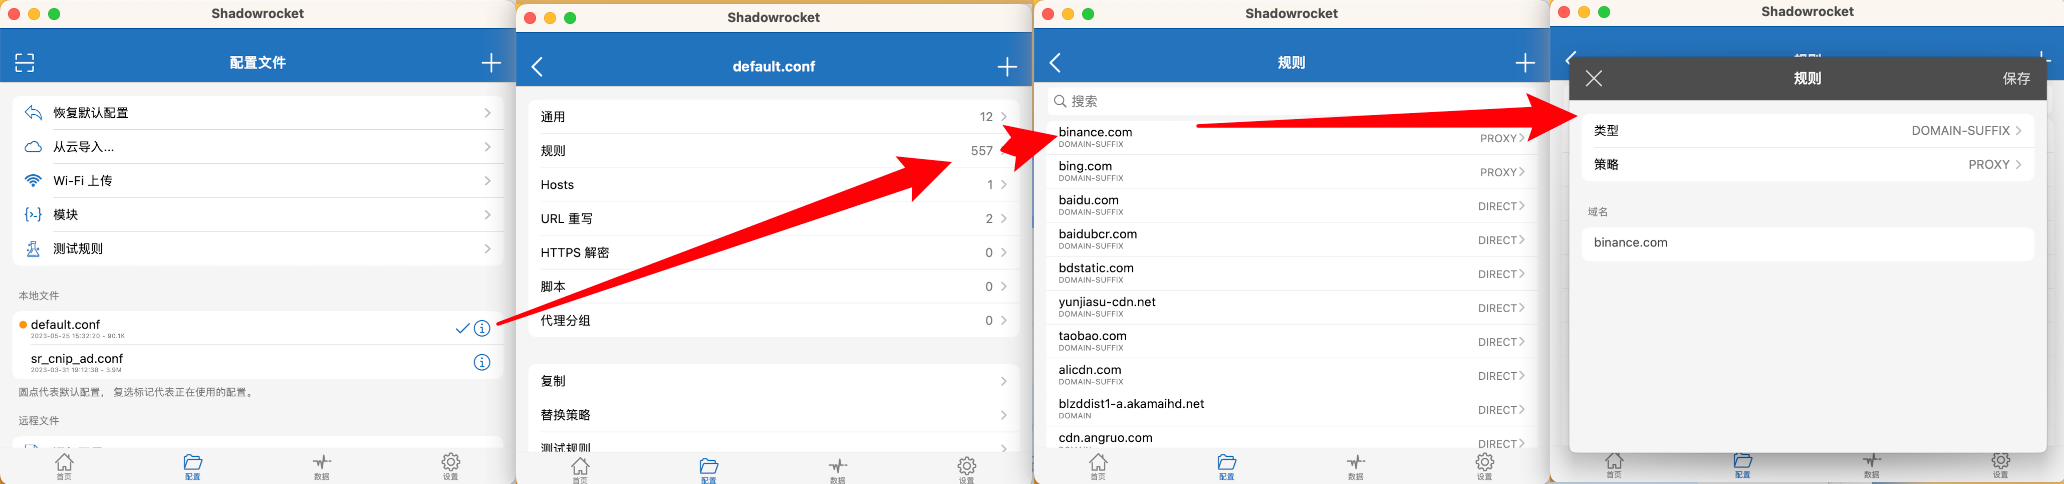 Shadowrocket
配置文件
恢复默认配置
从云导入...
Wi-Fi 上传
模块
测试规则
本地文件
default.conf
2023-05-25 15:32:20 - 90.1K
sr_cnip_ad.conf
2023-03-31 19:12:38 - 3.9M
圆点代表默认配置， 复选标记代表正在使用的配置。
远程文件
首页
配置
数据
设置
Shadowrocket
default.conf
通用 12
规则 557
Hosts 1
URL 重写 2
HTTPS 解密 0
脚本 0
代理分组 0
复制
替换策略
测试规则
首页
配置
数据
设置
Shadowrocket
规则
搜索
binance.com
DOMAIN-SUFFIX
PROXY
bing.com
DOMAIN-SUFFIX
PROXY
baidu.com
DOMAIN-SUFFIX
DIRECT
baidubcr.com
DOMAIN-SUFFIX
DIRECT
bdstatic.com
DOMAIN-SUFFIX
DIRECT
yunjiasu-cdn.net
DOMAIN-SUFFIX
DIRECT
taobao.com
DOMAIN-SUFFIX
DIRECT
alicdn.com
DOMAIN-SUFFIX
DIRECT
blzddist1-a.akamaihd.net
DOMAIN
DIRECT
cdn.angruo.com
DIRECT
首页
配置
数据
设置
Shadowrocket
规则
规则
保存
类型 DOMAIN-SUFFIX
策略 PROXY
域名
binance.com
首页
配置
数据
设置